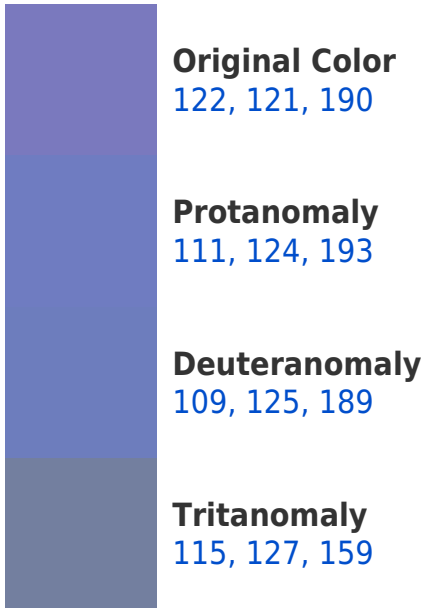 Original Color
122, 121, 190
Protanomaly
111, 124, 193
Deuteranomaly
109, 125, 189
Tritanomaly
115, 127, 159